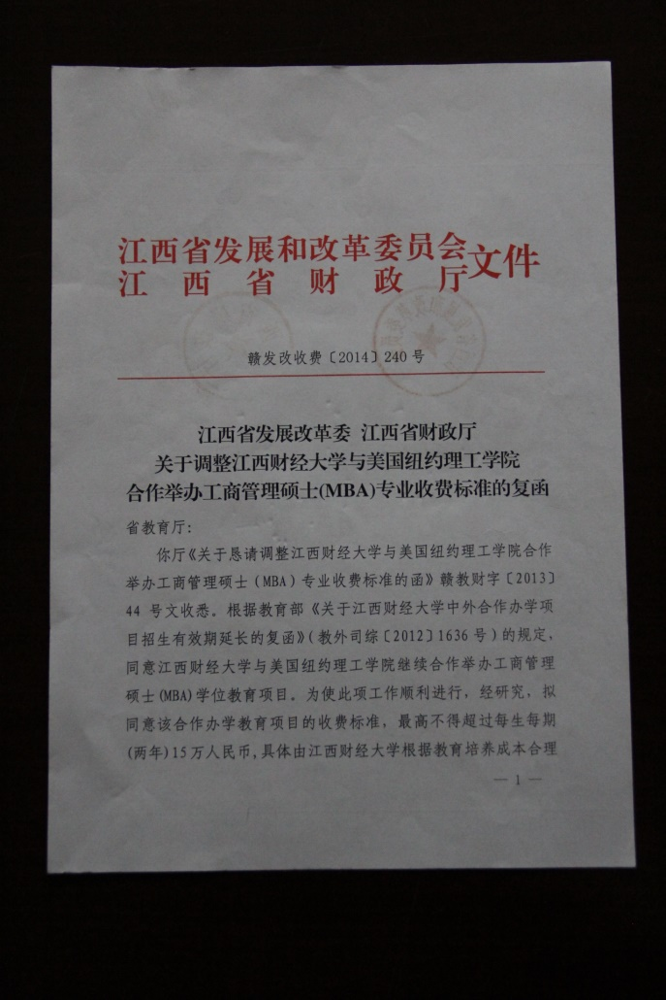 江西省发展和改革委员会文件
江西省财政厅
赣发改收费〔2014〕240号
江西省发展改革委 江西省财政厅
关于调整江西财经大学与美国纽约理工学院
合作举办工商管理硕士(MBA)专业收费标准的复函
省教育厅：
你厅《关于恳请调整江西财经大学与美国纽约理工学院合作
举办工商管理硕士（MBA）专业收费标准的函》赣教财字〔2013〕
44 号文收悉。根据教育部《关于江西财经大学中外合作办学项
目招生有效期延长的复函》（教外司综〔2012〕1636 号）的规定，
同意江西财经大学与美国纽约理工学院继续合作举办工商管理
硕士(MBA)学位教育项目。为使此项工作顺利进行，经研究，拟
同意该合作办学教育项目的收费标准，最高不得超过每生每期
(两年)15万人民币,具体由江西财经大学根据教育培养成本合理
— 1 —